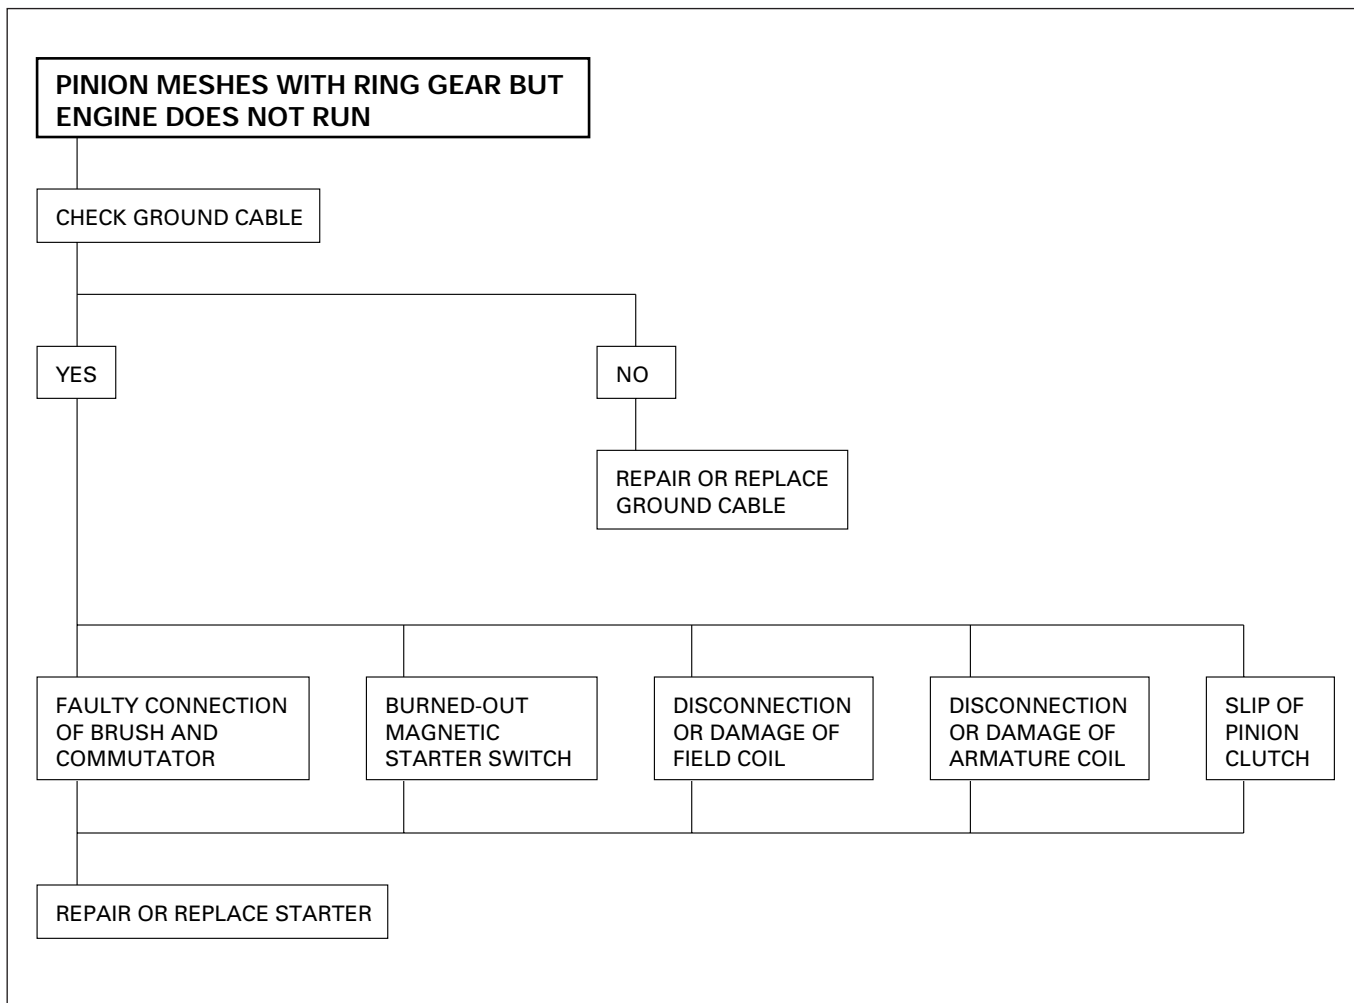 PINION MESHES WITH RING GEAR BUT
ENGINE DOES NOT RUN
CHECK GROUND CABLE
YES
NO
REPAIR OR REPLACE
GROUND CABLE
FAULTY CONNECTION
OF BRUSH AND
COMMUTATOR
BURNED-OUT
MAGNETIC
STARTER SWITCH
DISCONNECTION
OR DAMAGE OF
FIELD COIL
DISCONNECTION
OR DAMAGE OF
ARMATURE COIL
SLIP OF
PINION
CLUTCH
REPAIR OR REPLACE STARTER